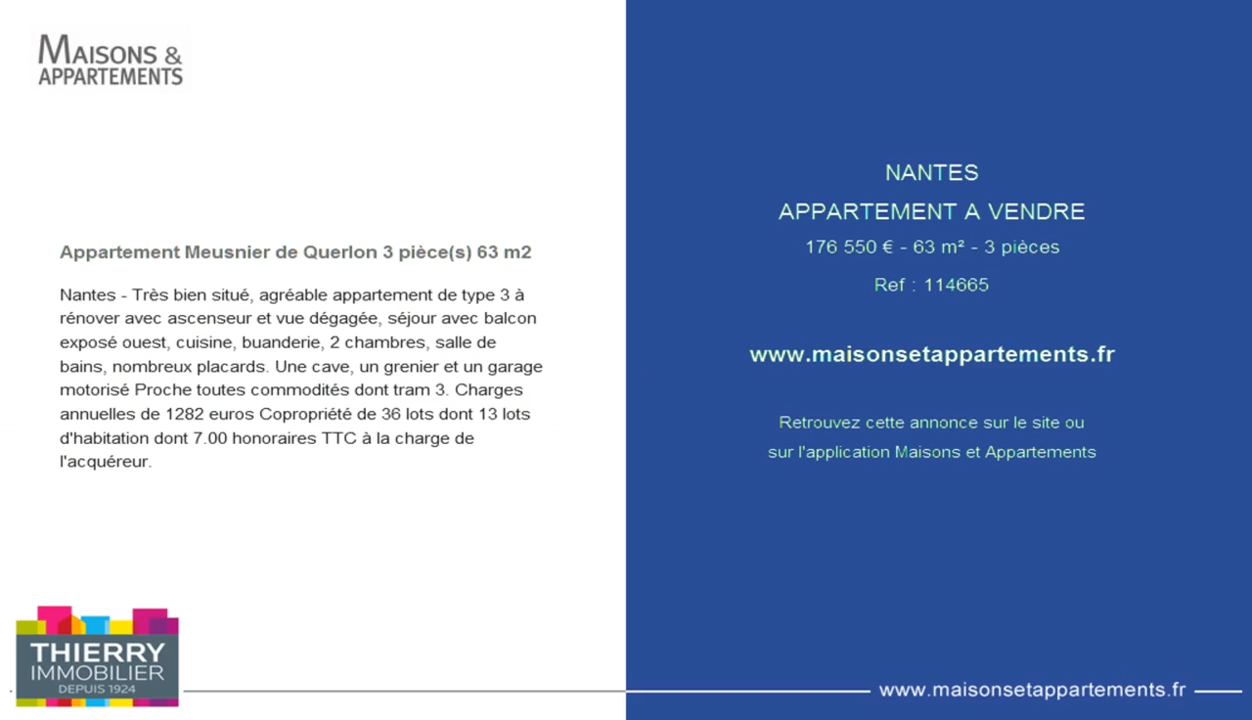 MAISONS &
APPARTEMENTS
Appartement Meusnier de Querlon 3 pièce(s) 63 m2
Nantes - Très bien situé, agréable appartement de type 3 à
rénover avec ascenseur et vue dégagée, séjour avec balcon
exposé ouest, cuisine, buanderie, 2 chambres, salle de
bains, nombreux placards. Une cave, un grenier et un garage
motorisé Proche toutes commodités dont tram 3. Charges
annuelles de 1282 euros Copropriété de 36 lots dont 13 lots
d'habitation dont 7.00 honoraires TTC à la charge de
l'acquéreur.
THIERRY
IMMOBILIER
DEPUIS 1924
NANTES
APPARTEMENT A VENDRE
176 550 € - 63 m² - 3 pièces
Ref : 114665
www.maisonsetappartements.fr
Retrouvez cette annonce sur le site ou
sur l'application Maisons et Appartements
www.maisonsetappartements.fr